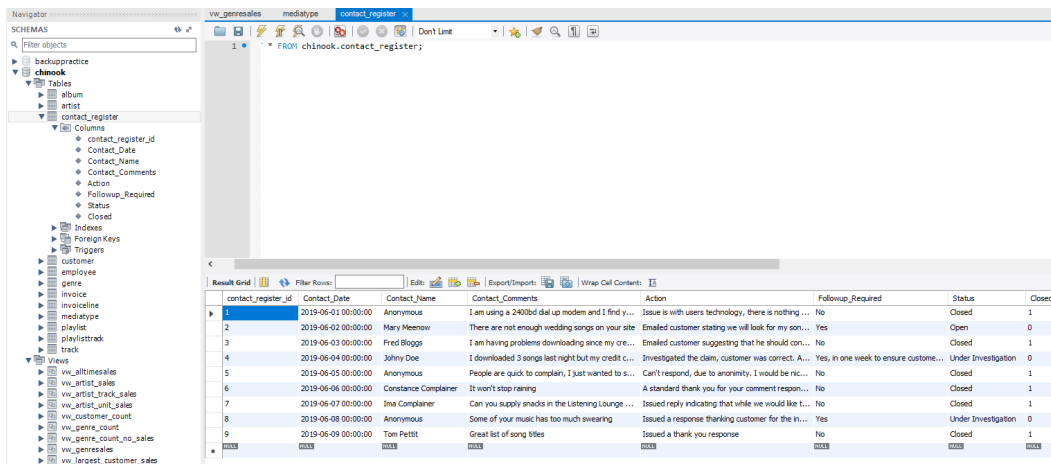 Navigator
SCHEMAS
Filter objects
backuppractice
chinook
Tables
album
artist
contact_register
Columns
contact_register_id
Contact_Date
Contact_Name
Contact_Comments
Action
Followup_Required
Status
Closed
Indexes
Foreign Keys
Triggers
customer
employee
genre
invoice
invoiceline
mediatype
playlist
playlisttrack
track
Views
vw_alltimesales
vw_artist_sales
vw_artist_track_sales
vw_artist_unit_sales
vw_customer_count
vw_genre_count
vw_genre_count_no_sales
vw_genresales
vw_largest_customer_sales
vw_genresales mediatype contact_register
Don't Limit
1 * FROM chinook.contact_register;
Result Grid Filter Rows: Edit: Export/Import: Wrap Cell Content:
contact_register_id Contact_Date Contact_Name Contact_Comments Action Followup_Required Status Closed
1 2019-06-01 00:00:00 Anonymous I am using a 2400bd dial up modem and I find y... Issue is with users technology, there is nothing ... No Closed 1
2 2019-06-02 00:00:00 Mary Meenow There are not enough wedding songs on your site Emailed customer stating we will look for my son... Yes Open 0
3 2019-06-03 00:00:00 Fred Bloggs I am having problems downloading since my cre... Emailed customer suggesting that he should con... No Closed 1
4 2019-06-04 00:00:00 Johny Doe I downloaded 3 songs last night but my credit c... Investigated the claim, customer was correct. A... Yes, in one week to ensure custome... Under Investigation 0
5 2019-06-05 00:00:00 Anonymous People are quick to complain, I just wanted to s... Can't respond, due to anonimity. I would be nic... No Closed 1
6 2019-06-06 00:00:00 Constance Complainer It won't stop raining A standard thank you for your comment respon... No Closed 1
7 2019-06-07 00:00:00 Ima Complainer Can you supply snacks in the Listening Lounge ... Issued reply indicating that while we would like t... No Closed 1
8 2019-06-08 00:00:00 Anonymous Some of your music has too much swearing Issued a response thanking customer for the in... Yes Under Investigation 0
9 2019-06-09 00:00:00 Tom Pettit Great list of song titles Issued a thank you response No Closed 1
NULL NULL NULL NULL NULL NULL NULL NULL